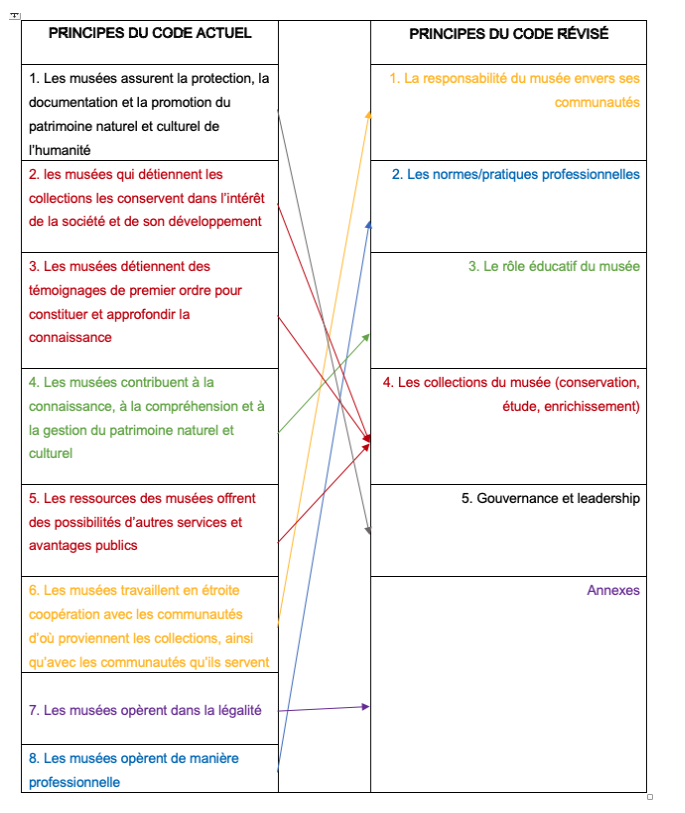 PRINCIPES DU CODE ACTUEL
PRINCIPES DU CODE RÉVISÉ
1. Les musées assurent la protection, la
documentation et la promotion du
patrimoine naturel et culturel de
l'humanité
1. La responsabilité du musée envers ses
communautés
2. les musées qui détiennent les
collections les conservent dans l'intérêt
de la société et de son développement
2. Les normes/pratiques professionnelles
3. Les musées détiennent des
témoignages de premier ordre pour
constituer et approfondir la
connaissance
3. Le rôle éducatif du musée
4. Les musées contribuent à la
connaissance, à la compréhension et à
la gestion du patrimoine naturel et
culturel
4. Les collections du musée (conservation,
étude, enrichissement)
5. Les ressources des musées offrent
des possibilités d'autres services et
avantages publics
5. Gouvernance et leadership
6. Les musées travaillent en étroite
coopération avec les communautés
d'où proviennent les collections, ainsi
qu'avec les communautés qu'ils servent
Annexes
7. Les musées opèrent dans la légalité
8. Les musées opèrent de manière
professionnelle